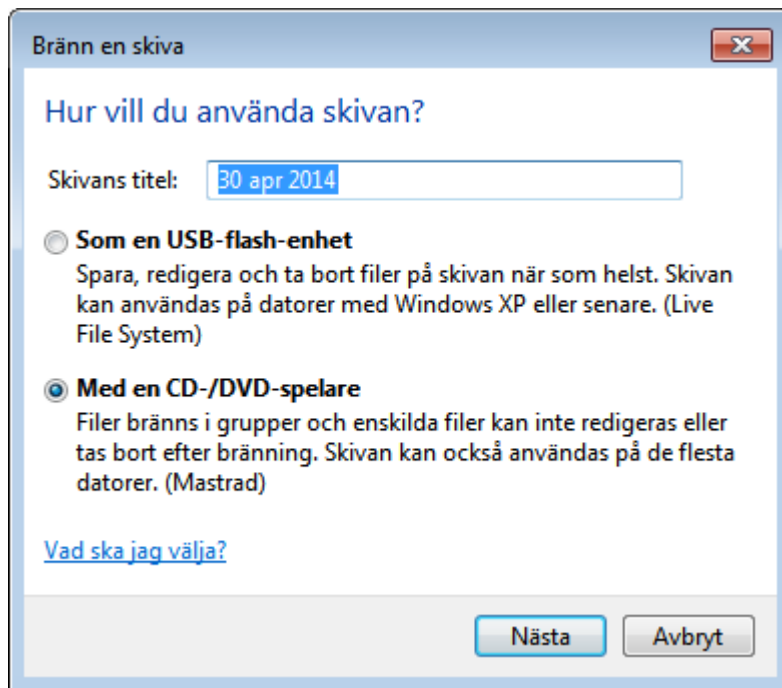 Bränn en skiva
Hur vill du använda skivan?
Skivans titel: 30 apr 2014
Som en USB-flash-enhet
Spara, redigera och ta bort filer på skivan när som helst. Skivan
kan användas på datorer med Windows XP eller senare. (Live
File System)
Med en CD-/DVD-spelare
Filer bränns i grupper och enskilda filer kan inte redigeras eller
tas bort efter bränning. Skivan kan också användas på de flesta
datorer. (Mastrad)
Vad ska jag välja?
Nästa Avbryt